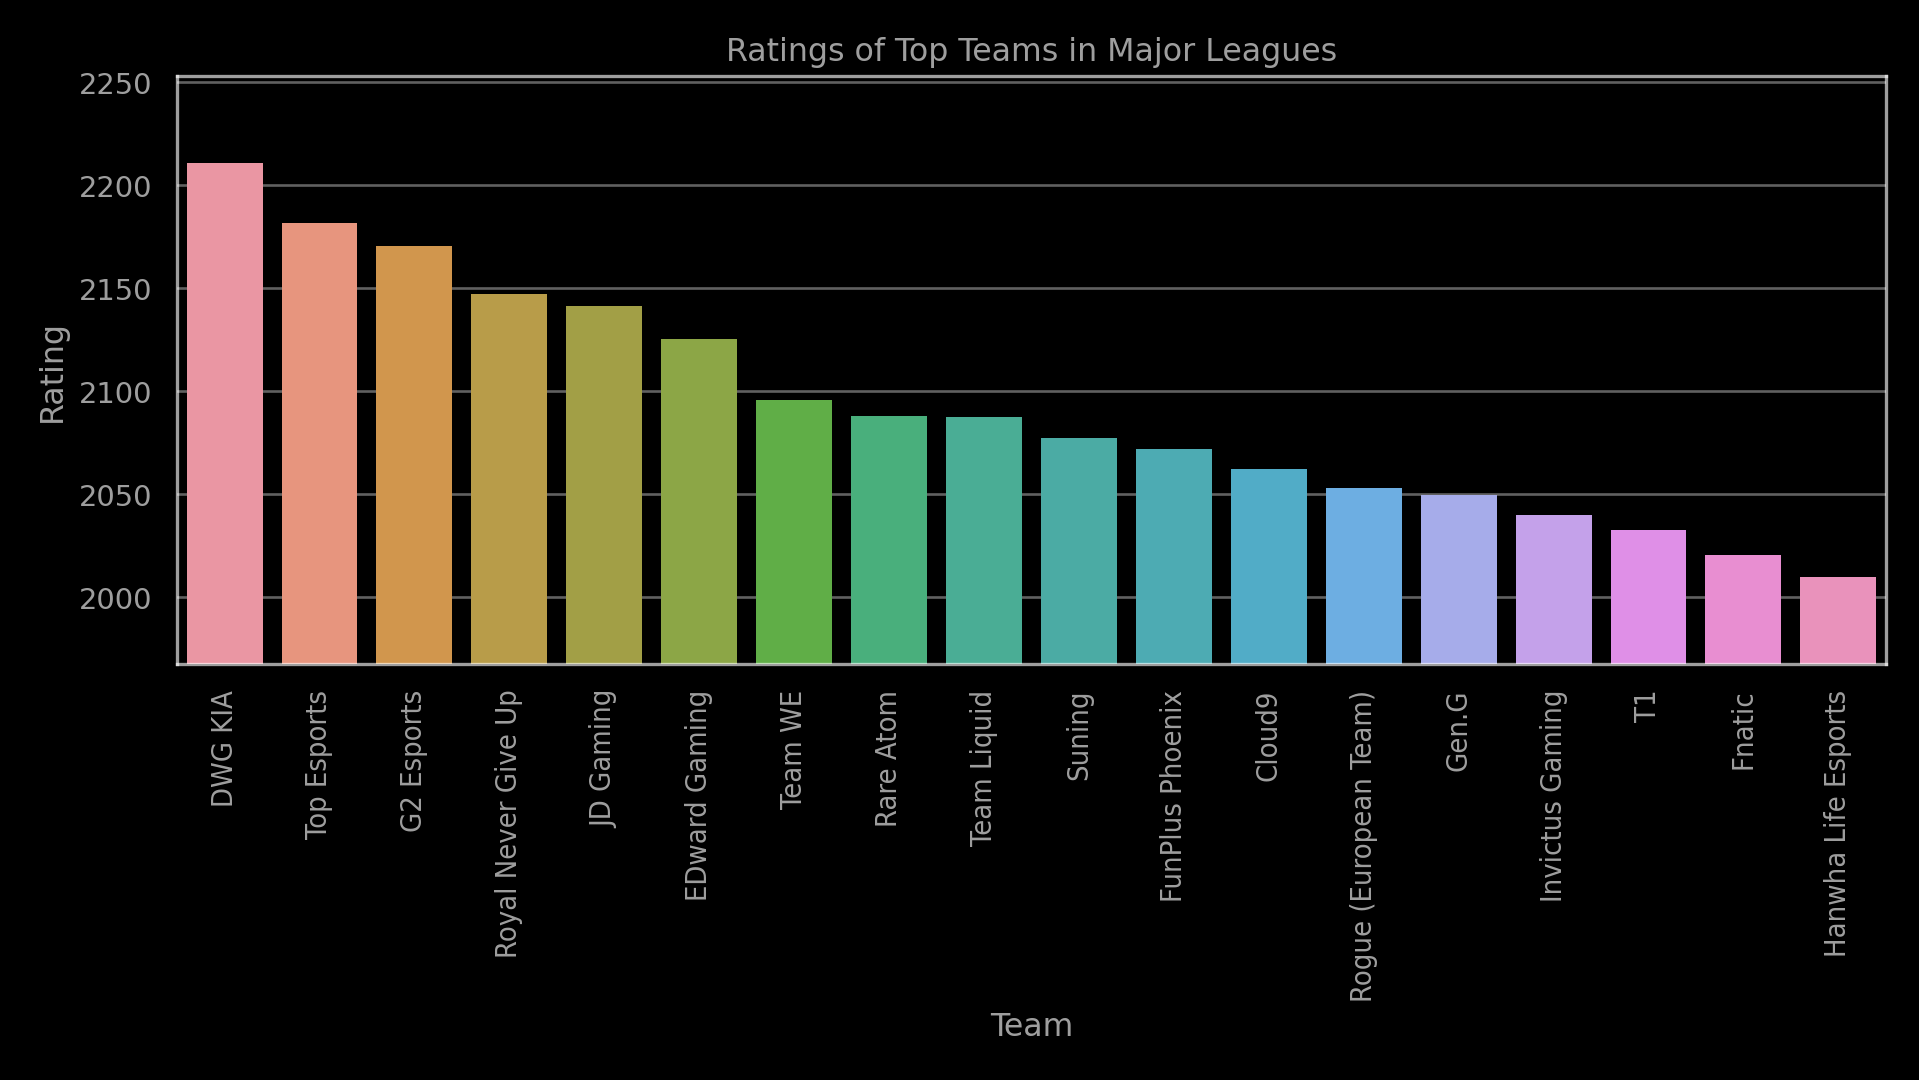 Ratings of Top Teams in Major Leagues
2250
2200
2150
2100
2050
2000
Rating
DWG KIA
Top Esports
G2 Esports
Royal Never Give Up
JD Gaming
EDward Gaming
Team WE
Rare Atom
Team Liquid
Suning
FunPlus Phoenix
Cloud9
Rogue (European Team)
Gen.G
Invictus Gaming
T1
Fnatic
Hanwha Life Esports
Team